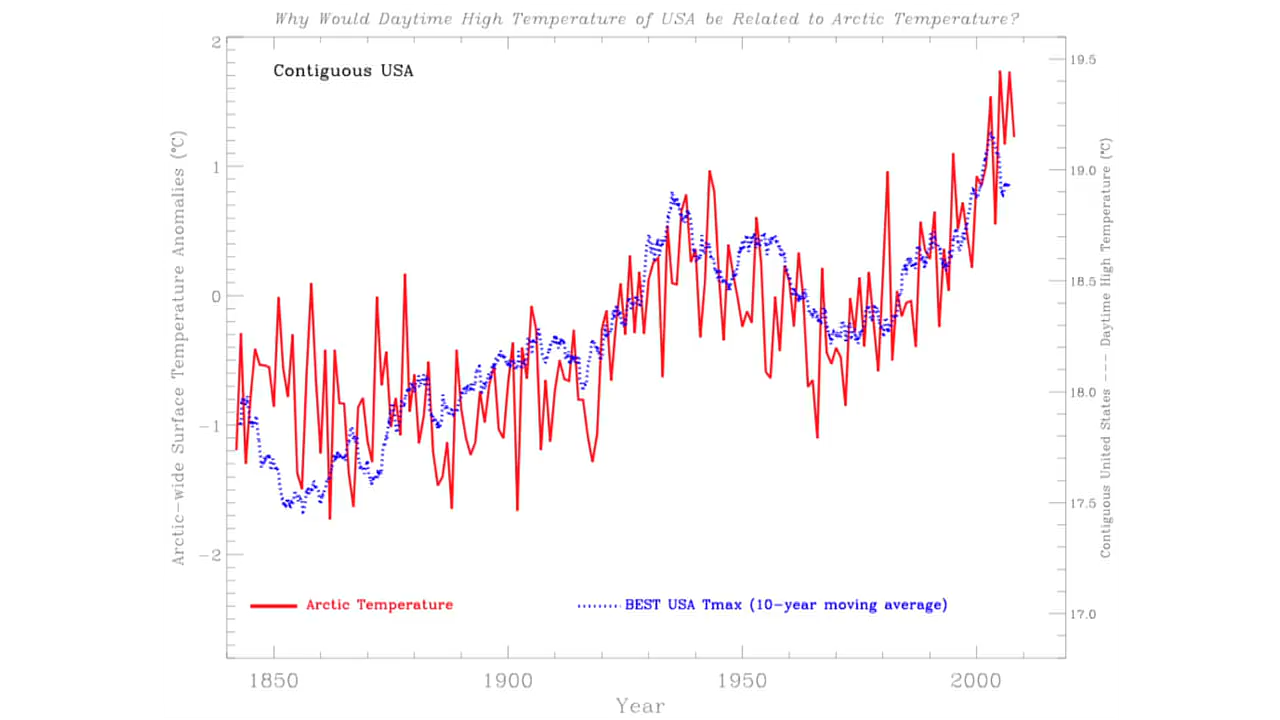 Why Would Daytime High Temperature of USA be Related to Arctic Temperature?
Contiguous USA
Arctic-wide Surface Temperature Anomalies (°C)
2
1
0
-1
-2
19.5
19.0
18.5
18.0
17.5
17.0
Contiguous United States ---- Daytime High Temperature (°C)
Arctic Temperature
BEST USA Tmax (10-year moving average)
1850
1900
1950
2000
Year